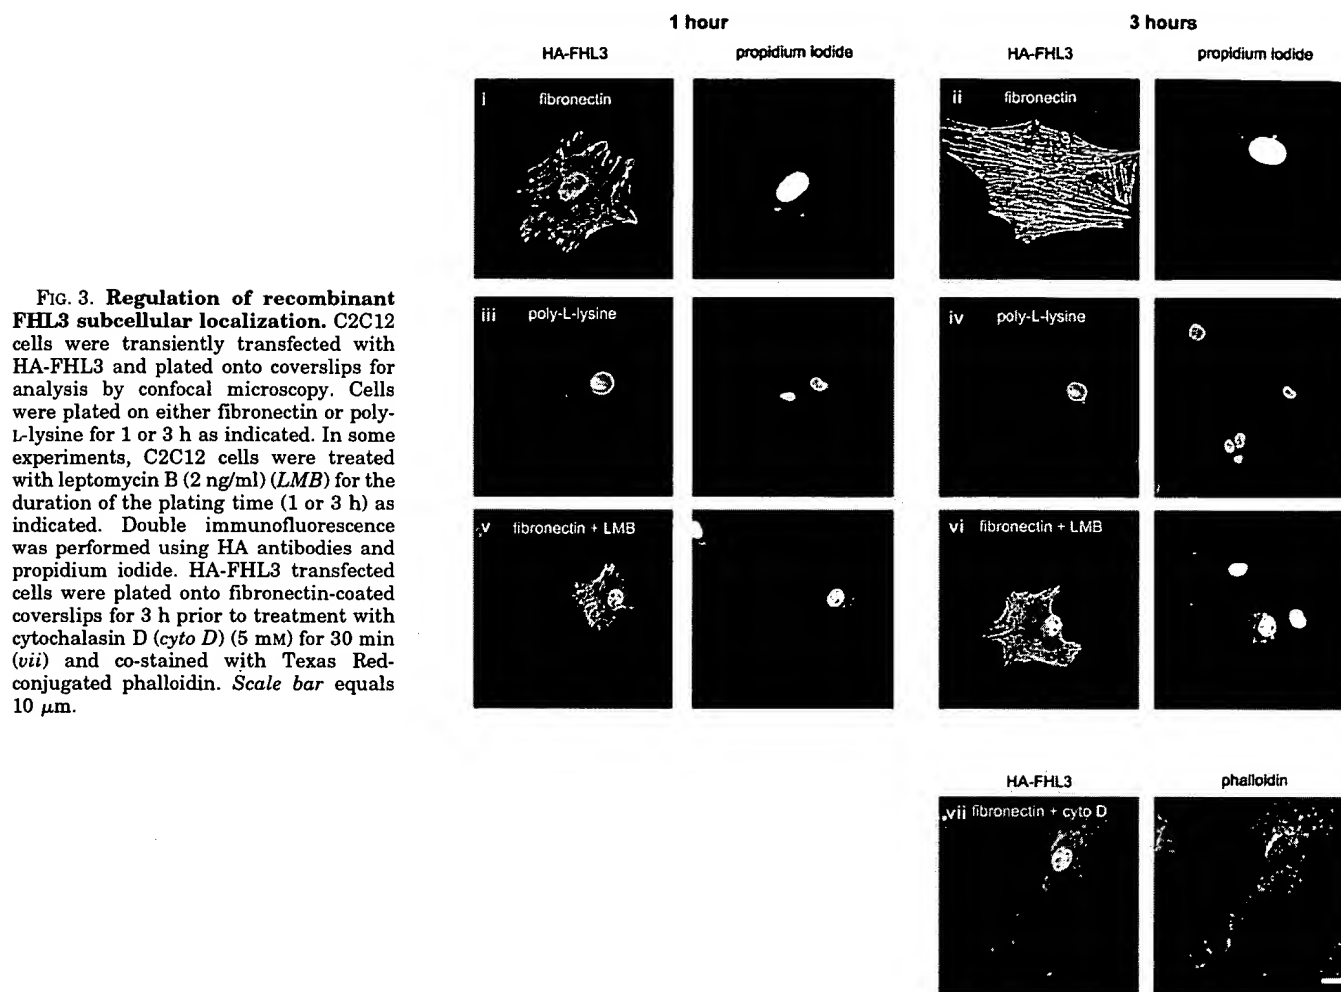 1 hour
3 hours
HA-FHL3
propidium iodide
HA-FHL3
propidium iodide
i fibronectin
ii fibronectin
iii poly-L-lysine
iv poly-L-lysine
v fibronectin + LMB
vi fibronectin + LMB
HA-FHL3
phalloidin
vii fibronectin + cyto D
FIG. 3. Regulation of recombinant
FHL3 subcellular localization. C2C12
cells were transiently transfected with
HA-FHL3 and plated onto coverslips for
analysis by confocal microscopy. Cells
were plated on either fibronectin or poly-
L-lysine for 1 or 3 h as indicated. In some
experiments, C2C12 cells were treated
with leptomycin B (2 ng/ml) (LMB) for the
duration of the plating time (1 or 3 h) as
indicated. Double immunofluorescence
was performed using HA antibodies and
propidium iodide. HA-FHL3 transfected
cells were plated onto fibronectin-coated
coverslips for 3 h prior to treatment with
cytochalasin D (cyto D) (5 mM) for 30 min
(vii) and co-stained with Texas Red-
conjugated phalloidin. Scale bar equals
10 μm.